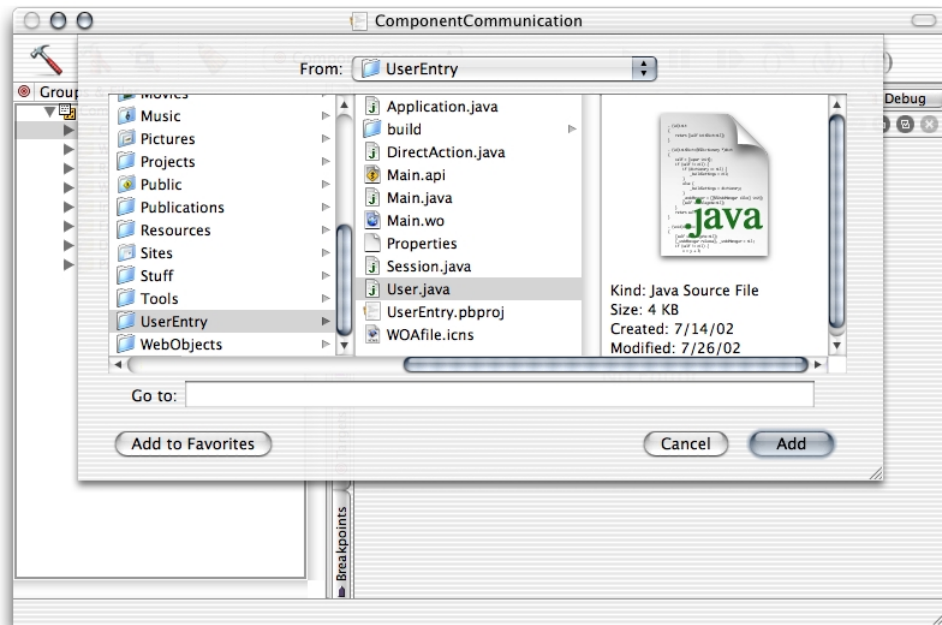 ComponentCommunication
From: UserEntry
Groups
Debug
Movies
Music
Pictures
Projects
Public
Publications
Resources
Sites
Stuff
Tools
UserEntry
WebObjects
Application.java
build
DirectAction.java
Main.api
Main.java
Main.wo
Properties
Session.java
User.java
UserEntry.pbproj
WOAfile.icns
.java
Kind: Java Source File
Size: 4 KB
Created: 7/14/02
Modified: 7/26/02
Go to:
Add to Favorites
Cancel
Add
Breakpoints